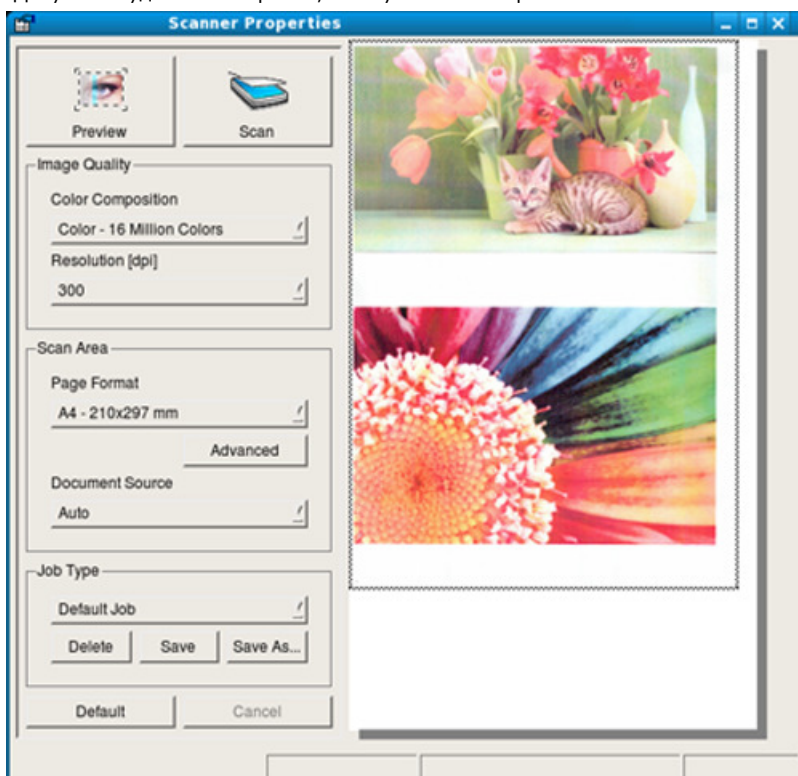 Scanner Properties
Preview
Scan
Image Quality
Color Composition
Color - 16 Million Colors
Resolution [dpi]
300
Scan Area
Page Format
A4 - 210x297 mm
Advanced
Document Source
Auto
Job Type
Default Job
Delete
Save
Save As...
Default
Cancel